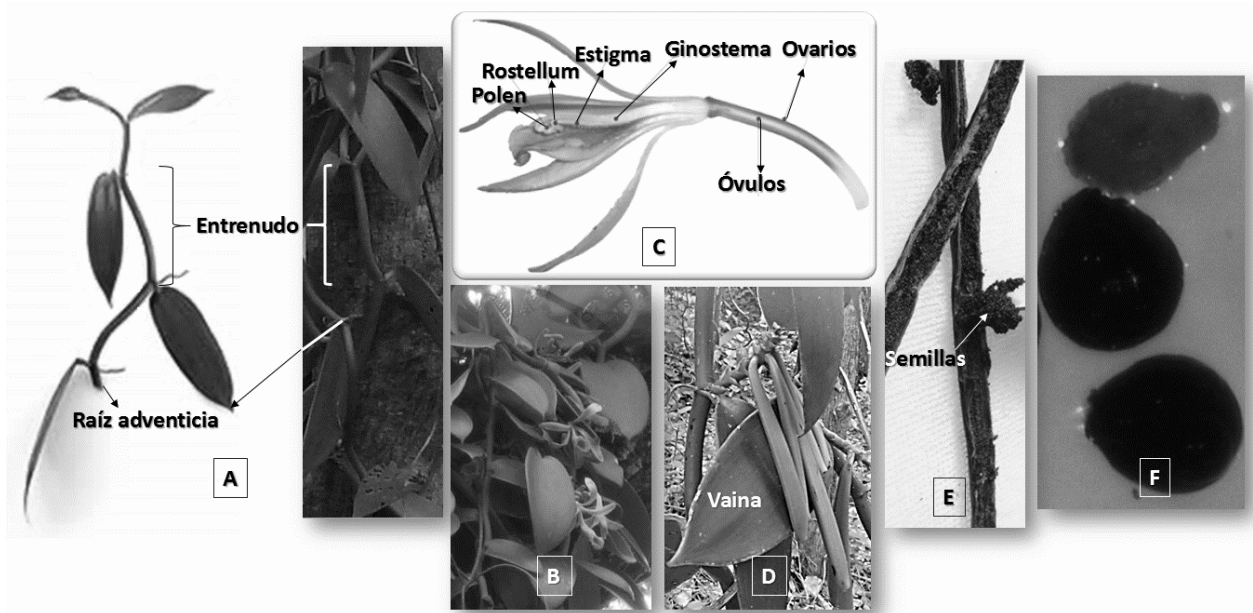 Entrenudo
Raíz adventicia
A
Rostellum
Polen
Estigma
Ginostema
Ovarios
Óvulos
C
B
Vaina
D
Semillas
E
F